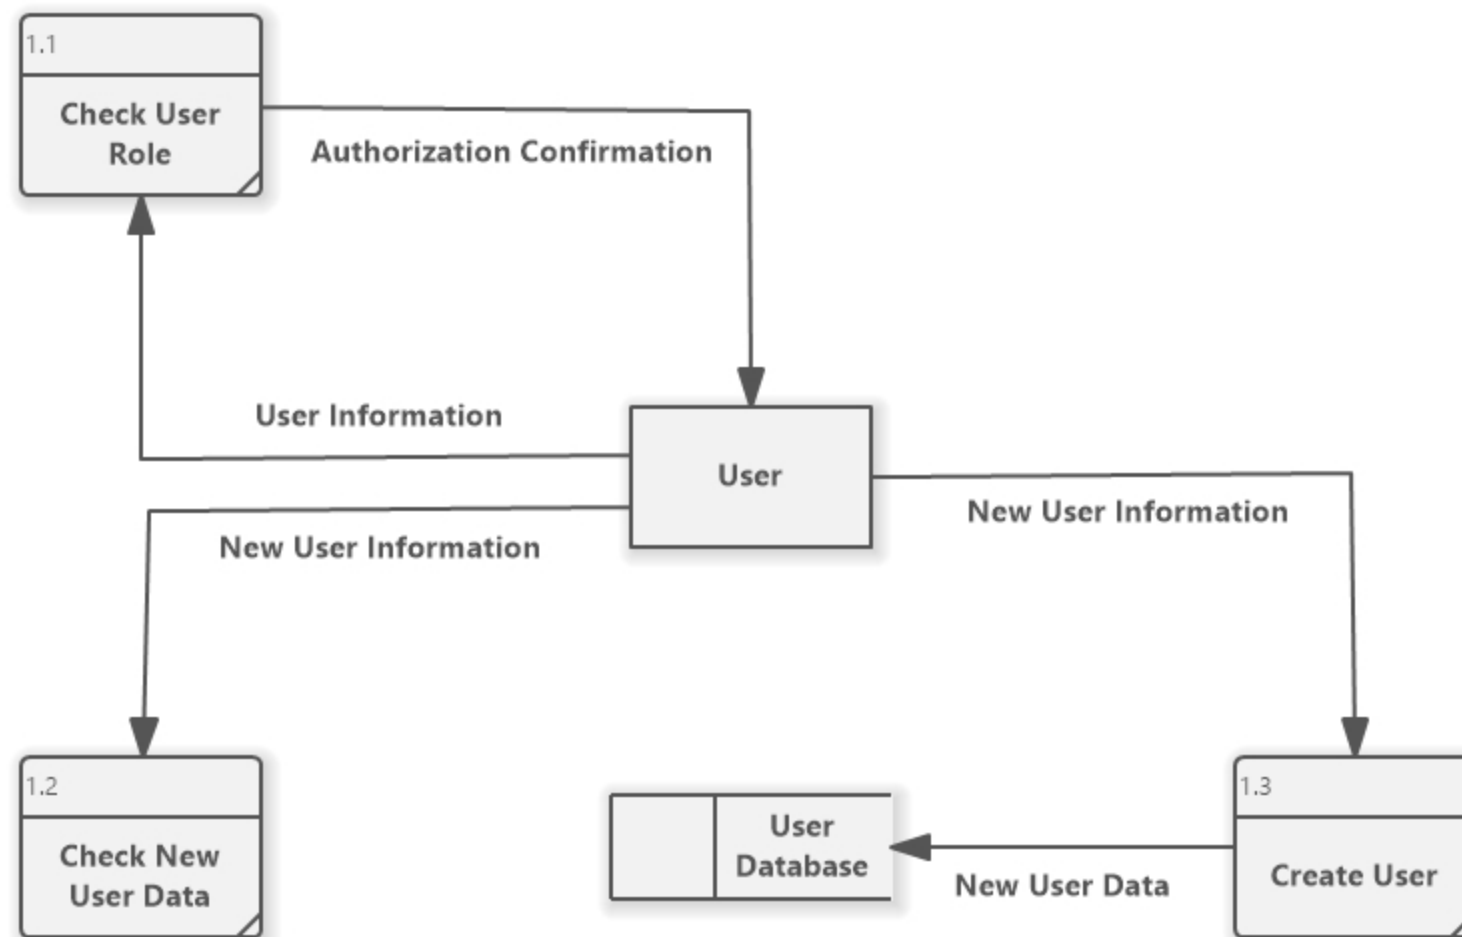 1.1
Check User
Role
Authorization Confirmation
User Information
User
New User Information
New User Information
1.2
Check New
User Data
User
Database
New User Data
1.3
Create User